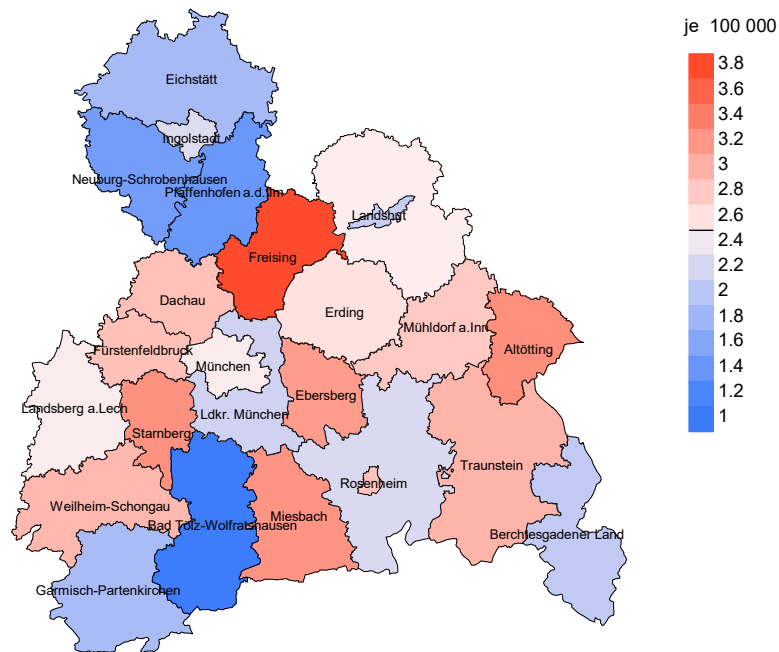 je 100 000
3.8
3.6
3.4
3.2
3
2.8
2.6
2.4
2.2
2
1.8
1.6
1.4
1.2
1
Eichstätt
Ingolstadt
Neuburg-Schrobenhausen
Pfaffenhofen a.d.Ilm
Landshut
Freising
Dachau
Erding
Mühldorf a.Inn
Altötting
Fürstenfeldbruck
München
Ebersberg
Landsberg a.Lech
Ldkr. München
Starnberg
Traunstein
Rosenheim
Weilheim-Schongau
Miesbach
Bad Tölz-Wolfratshausen
Berchtesgadener Land
Garmisch-Partenkirchen